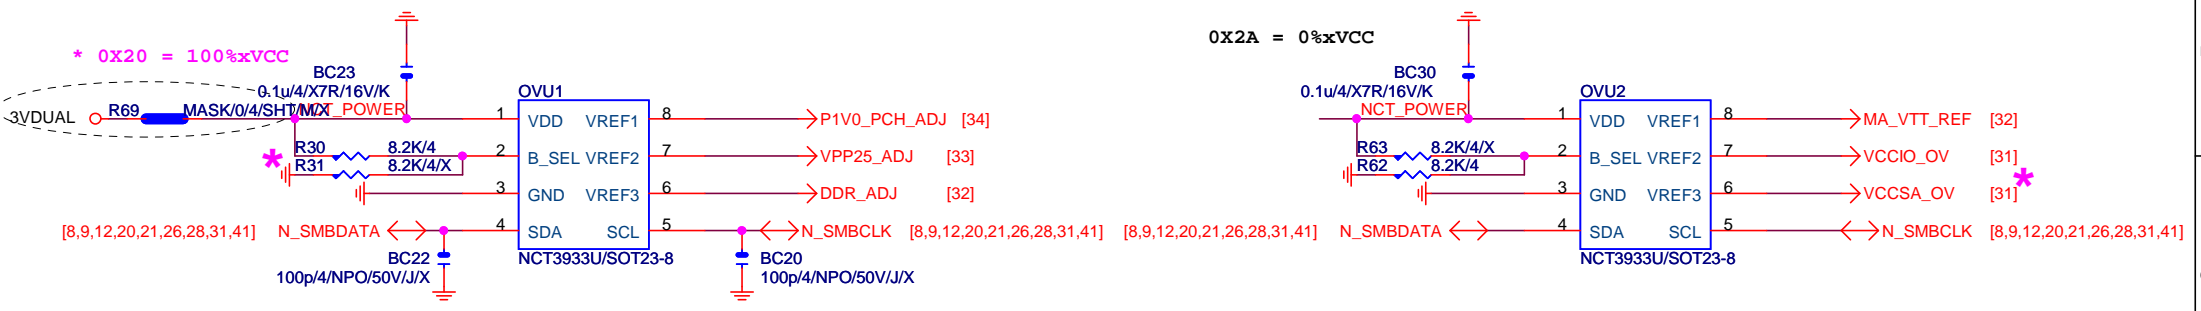 * 0X20 = 100%xVCC
BC23
0.1u/4/X7R/16V/K
3VDUAL
R69
MASK/0/4/SHT/M/X
NCT_POWER
R30
8.2K/4
*
R31
8.2K/4/X
OVU1
1
VDD
VREF1
8
P1V0_PCH_ADJ [34]
2
B_SEL
VREF2
7
VPP25_ADJ [33]
3
GND
VREF3
6
DDR_ADJ [32]
[8,9,12,20,21,26,28,31,41] N_SMBDATA
4
SDA
SCL
5
N_SMBCLK [8,9,12,20,21,26,28,31,41]
NCT3933U/SOT23-8
BC22
100p/4/NPO/50V/J/X
BC20
100p/4/NPO/50V/J/X
0X2A = 0%xVCC
BC30
0.1u/4/X7R/16V/K
NCT_POWER
R63
8.2K/4/X
R62
8.2K/4
OVU2
1
VDD
VREF1
8
MA_VTT_REF [32]
2
B_SEL
VREF2
7
VCCIO_OV [31]
3
GND
VREF3
6
VCCSA_OV [31]
*
[8,9,12,20,21,26,28,31,41] N_SMBDATA
4
SDA
SCL
5
N_SMBCLK [8,9,12,20,21,26,28,31,41]
NCT3933U/SOT23-8